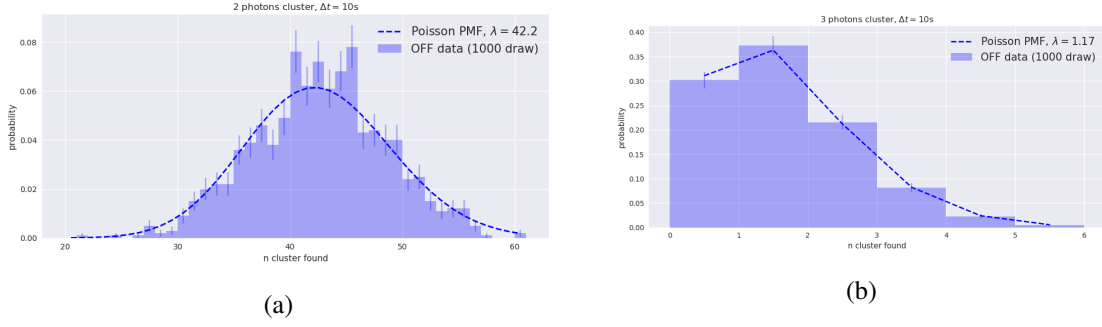 2 photons cluster, Δt = 10s
probability
0.08
0.06
0.04
0.02
0.00
Poisson PMF, λ = 42.2
OFF data (1000 draw)
20 30 40 50 60
n cluster found
(a)
3 photons cluster, Δt = 10s
probability
0.40
0.35
0.30
0.25
0.20
0.15
0.10
0.05
0.00
Poisson PMF, λ = 1.17
OFF data (1000 draw)
0 1 2 3 4 5 6
n cluster found
(b)